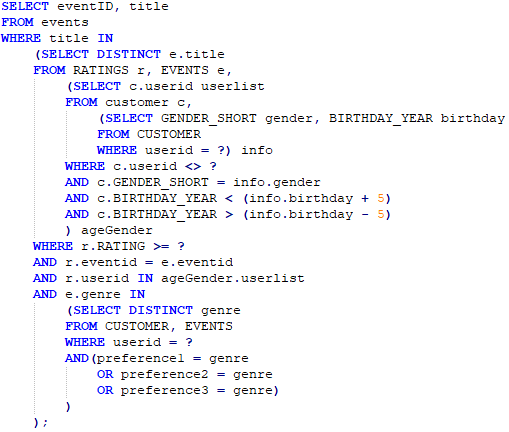 SELECT eventID, title
FROM events
WHERE title IN
(SELECT DISTINCT e.title
FROM RATINGS r, EVENTS e,
(SELECT c.userid userlist
FROM customer c,
(SELECT GENDER_SHORT gender, BIRTHDAY_YEAR birthday
FROM CUSTOMER
WHERE userid = ?) info
WHERE c.userid <> ?
AND c.GENDER_SHORT = info.gender
AND c.BIRTHDAY_YEAR < (info.birthday + 5)
AND c.BIRTHDAY_YEAR > (info.birthday - 5)
) ageGender
WHERE r.RATING >= ?
AND r.eventid = e.eventid
AND r.userid IN ageGender.userlist
AND e.genre IN
(SELECT DISTINCT genre
FROM CUSTOMER, EVENTS
WHERE userid = ?
AND(preference1 = genre
OR preference2 = genre
OR preference3 = genre)
)
);